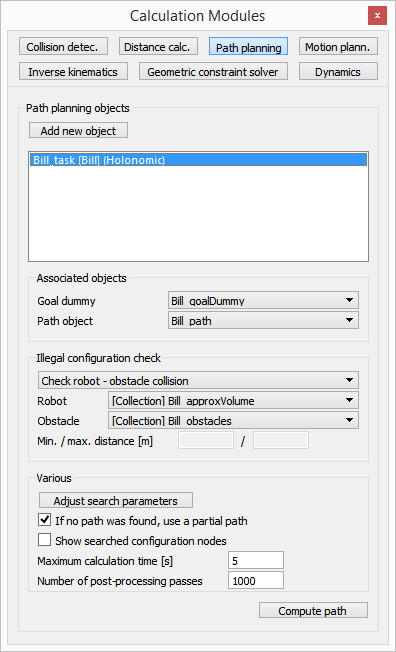 Calculation Modules
x
Collision detec. Distance calc. Path planning Motion plann.
Inverse kinematics Geometric constraint solver Dynamics
Path planning objects
Add new object
Bill_task [Bill] (Holonomic)
Associated objects
Goal dummy Bill_goalDummy
Path object Bill_path
Illegal configuration check
Check robot - obstacle collision
Robot [Collection] Bill_approxVolume
Obstacle [Collection] Bill_obstacles
Min. / max. distance [m] /
Various
Adjust search parameters
If no path was found, use a partial path
Show searched configuration nodes
Maximum calculation time [s] 5
Number of post-processing passes 1000
Compute path